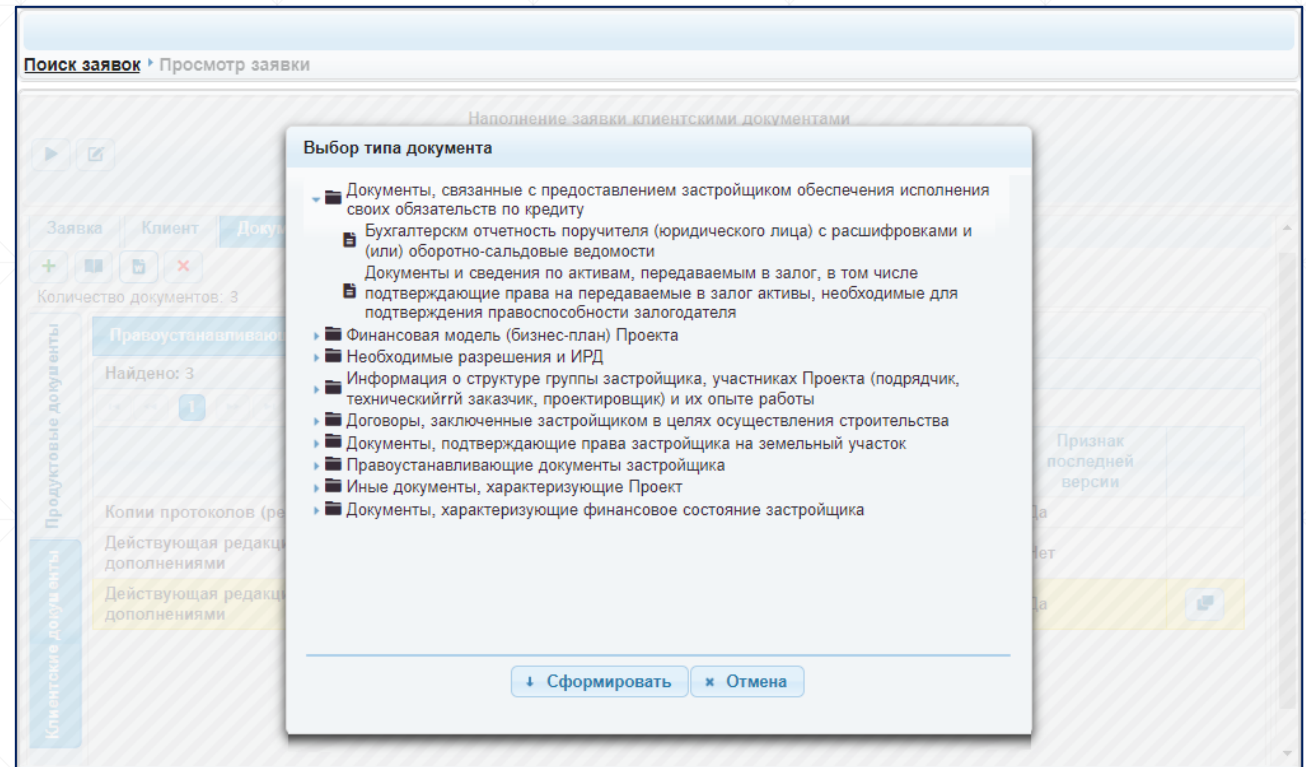 Поиск заявок Просмотр заявки
Наполнение заявки клиентскими документами
Выбор типа документа
Документы, связанные с предоставлением застройщиком обеспечения исполнения
своих обязательств по кредиту
Бухгалтерскм отчетность поручителя (юридического лица) с расшифровками и
(или) оборотно-сальдовые ведомости
Документы и сведения по активам, передаваемым в залог, в том числе
подтверждающие права на передаваемые в залог активы, необходимые для
подтверждения правоспособности залогодателя
Финансовая модель (бизнес-план) Проекта
Необходимые разрешения и ИРД
Информация о структуре группы застройщика, участниках Проекта (подрядчик,
техническийггй заказчик, проектировщик) и их опыте работы
Договоры, заключенные застройщиком в целях осуществления строительства
Документы, подтверждающие права застройщика на земельный участок
Правоустанавливающие документы застройщика
Иные документы, характеризующие Проект
Документы, характеризующие финансовое состояние застройщика
Сформировать Отмена
Заявка Клиент Докум
Количество документов: 3
Продуктовые документы
Клиентские документы
Правоустанавливающ
Найдено: 3
1
Признак
последней
версии
Копии протоколов (ре
Да
Действующая редакци
дополнениями
Нет
Действующая редакци
дополнениями
Да